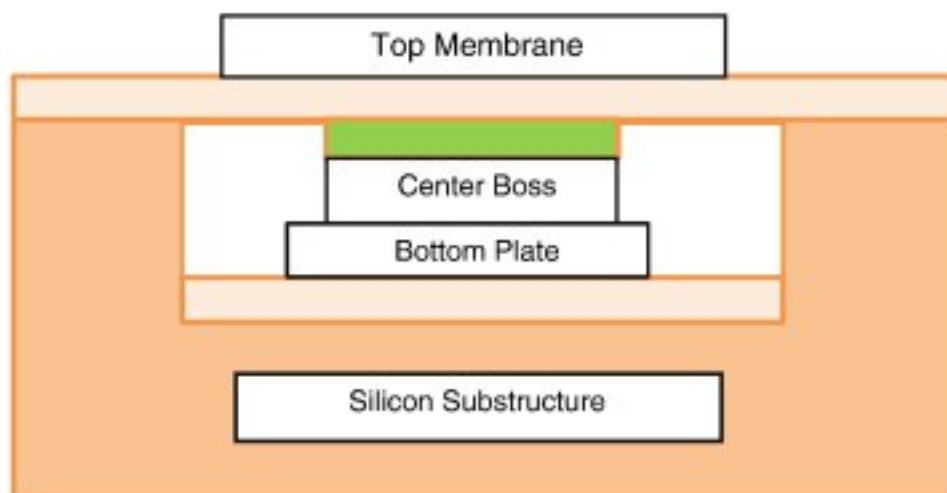 Top Membrane
Center Boss
Bottom Plate
Silicon Substructure